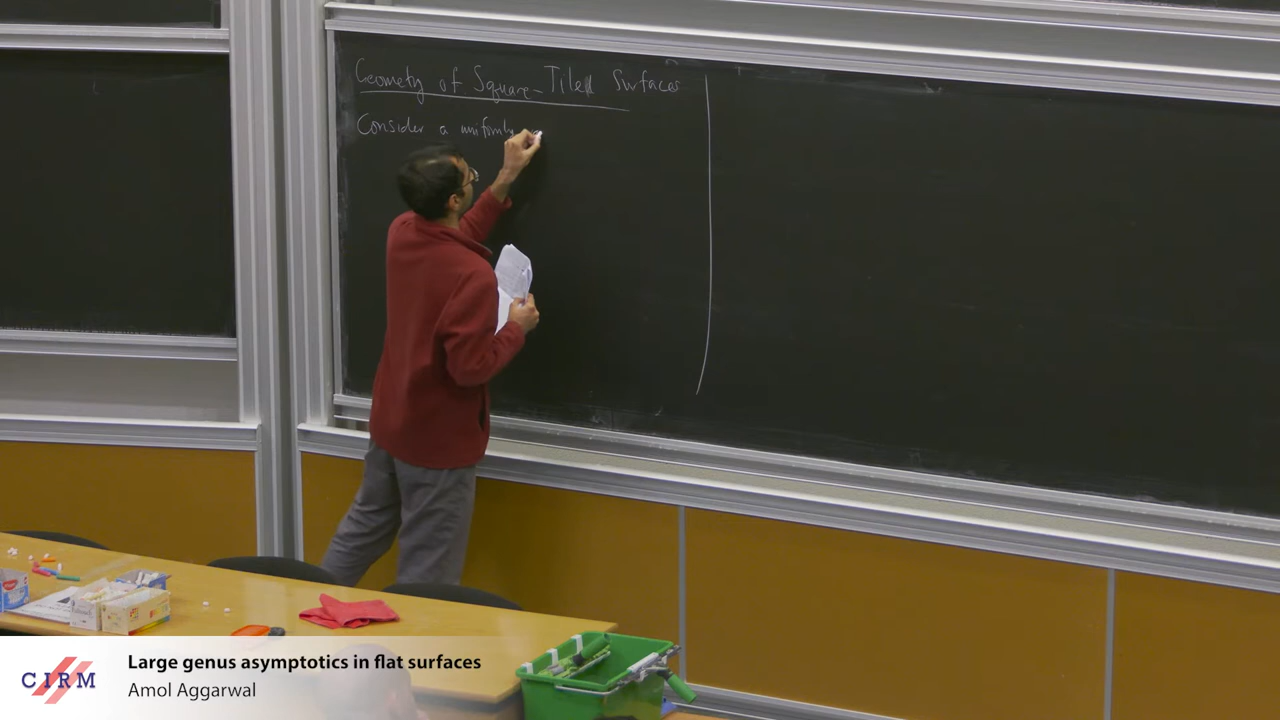 Geometry of Square-Tiled Surfaces
Consider a uniformly
Large genus asymptotics in flat surfaces
Amol Aggarwal
CIRM